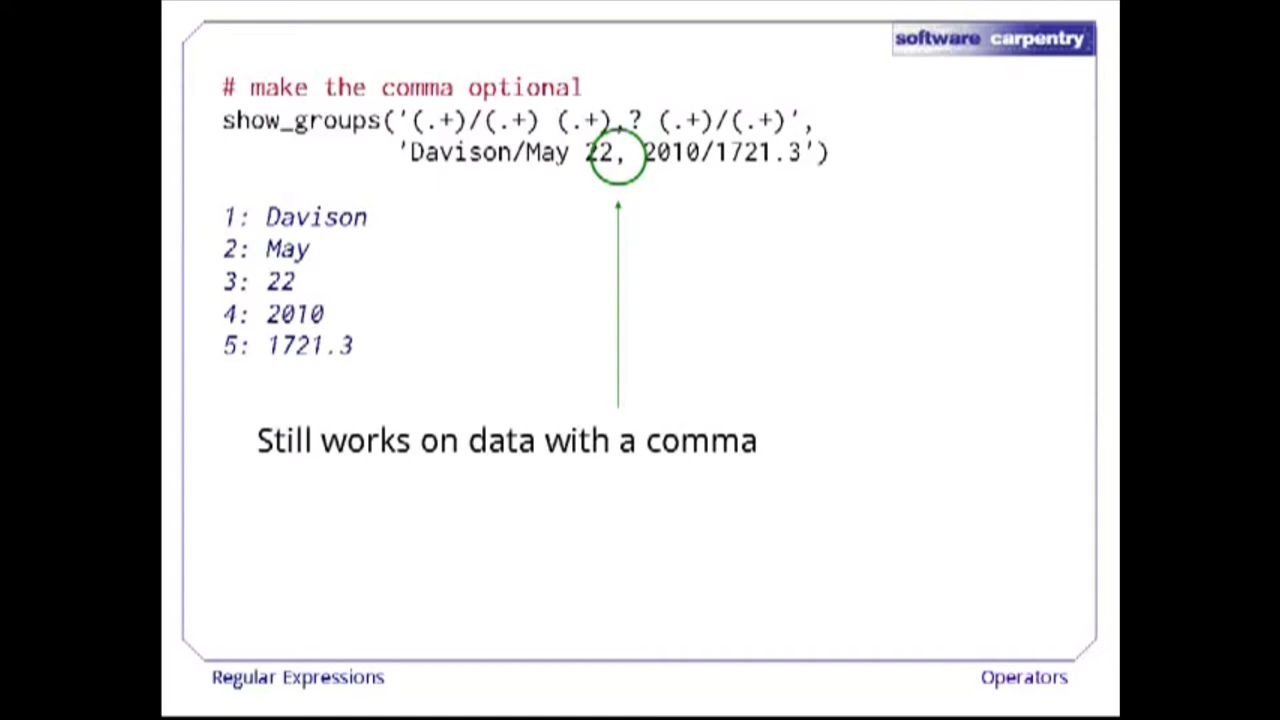 software carpentry
# make the comma optional
show_groups('(.+)/(.+) (.+),? (.+)/(.+)',
'Davison/May 22, 2010/1721.3')
1: Davison
2: May
3: 22
4: 2010
5: 1721.3
Still works on data with a comma
Regular Expressions
Operators